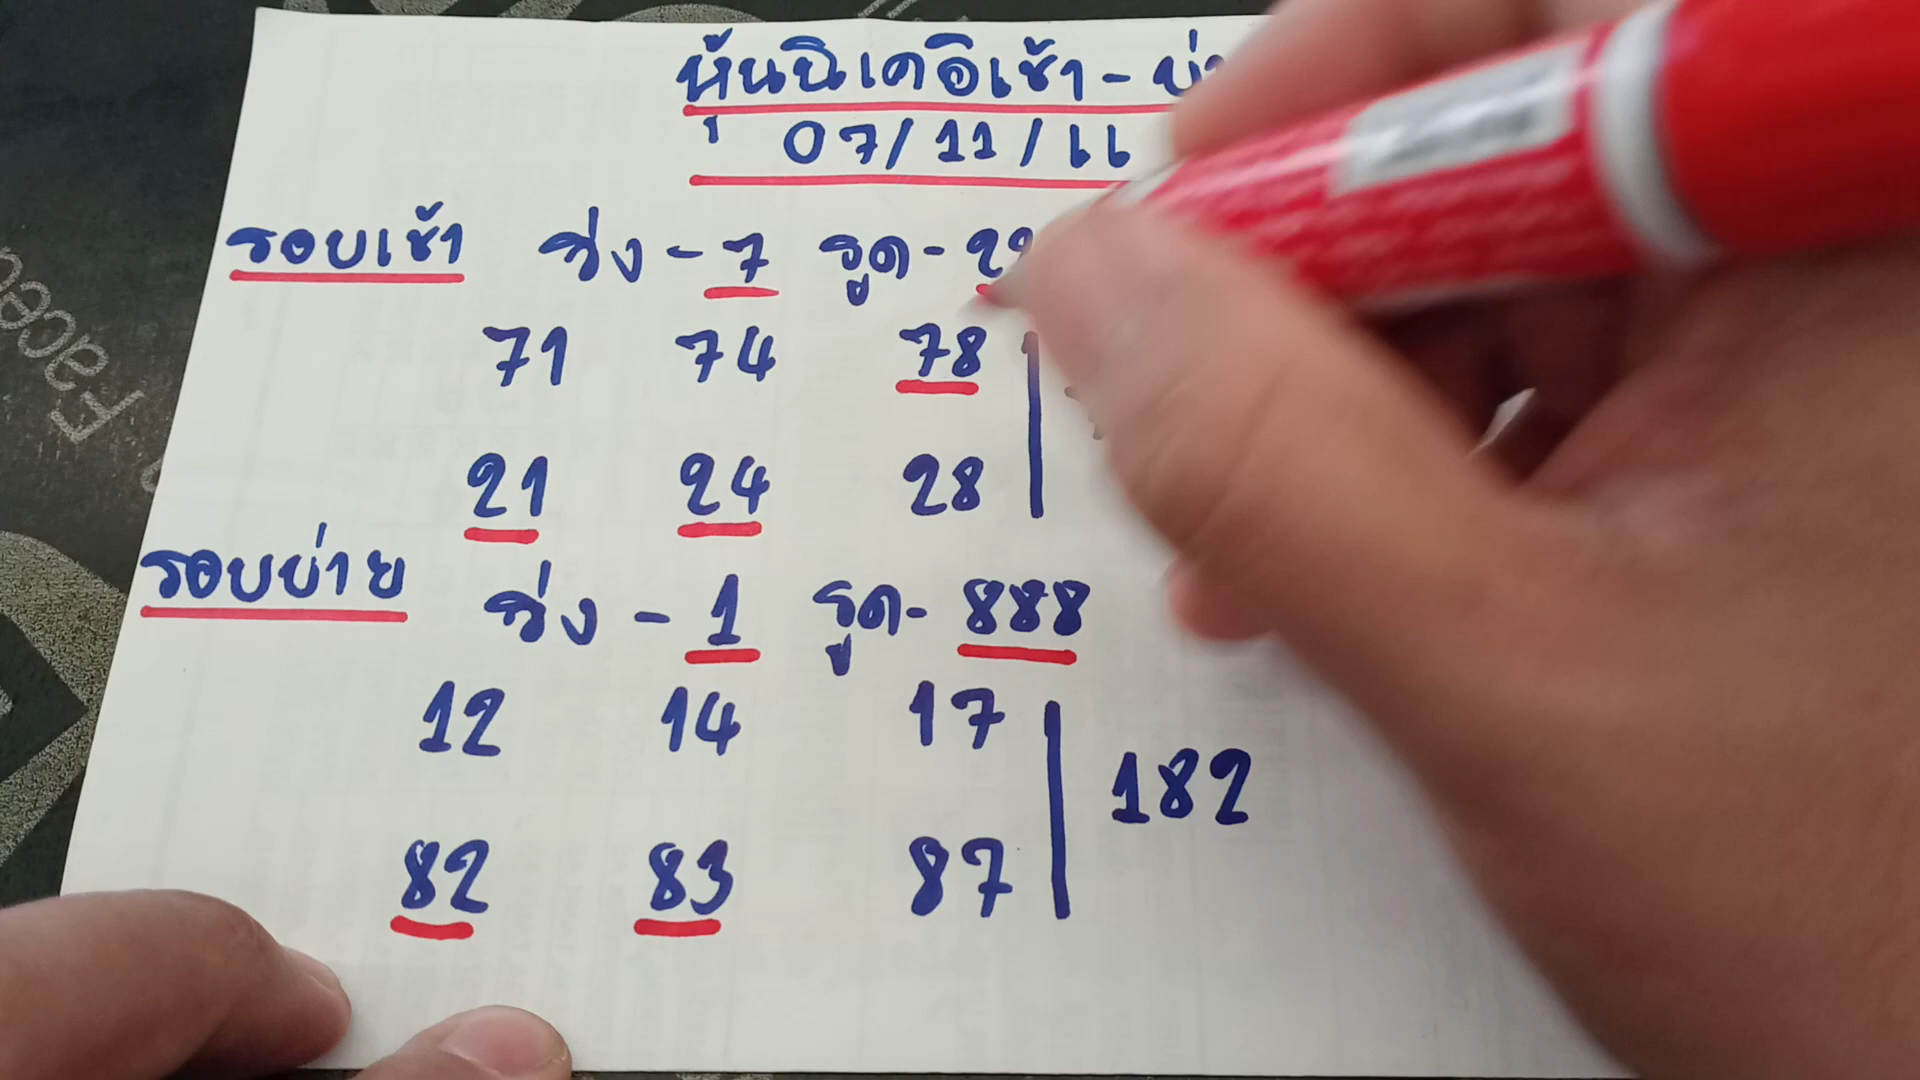 หุ้นนิเคอิเช้า-บ่
07/11/66
รอบเช้า วิ่ง - 7 รูด - 22
71 74 78
21 24 28
รอบบ่าย วิ่ง - 1 รูด - 888
12 14 17
182
82 83 87